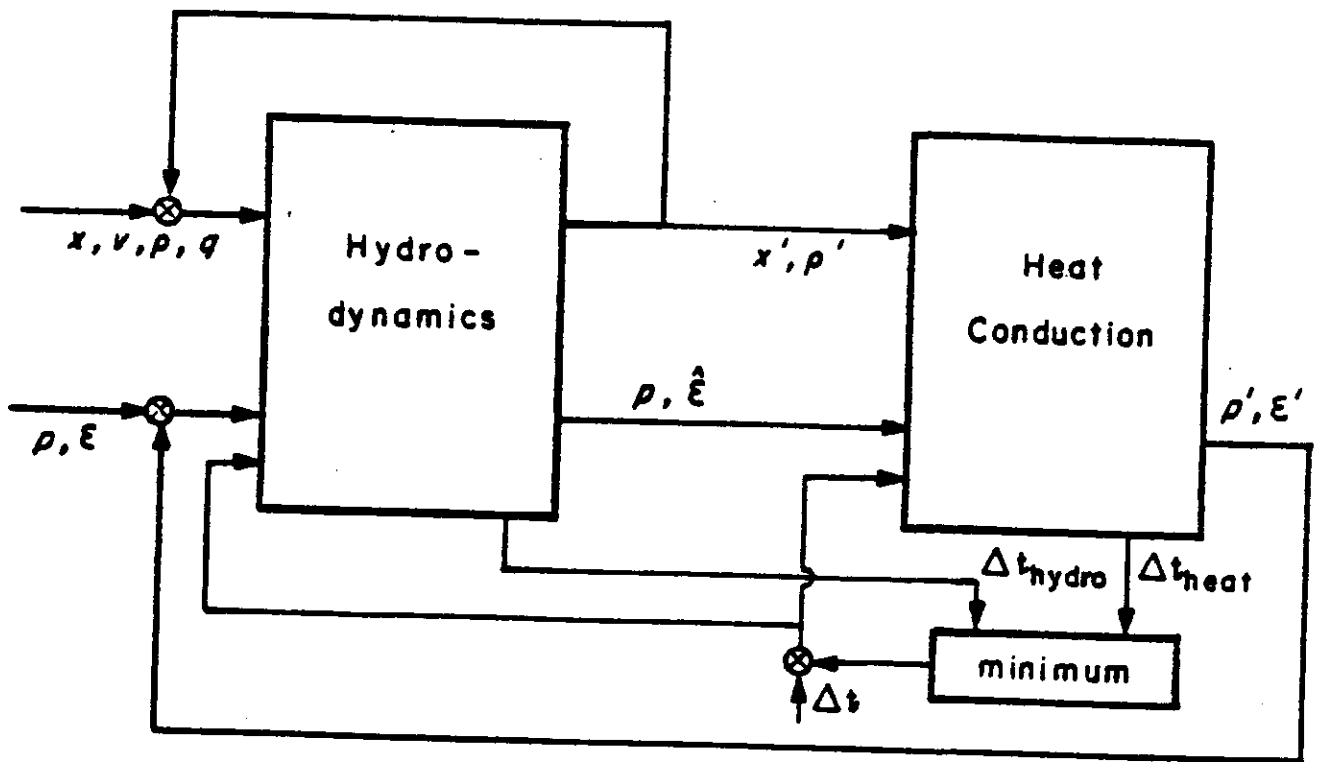 Hydro-
dynamics
Heat
Conduction
x, v, ρ, q
x′, ρ′
p, ε
p, ε̂
p′, ε′
Δt_hydro
Δt_heat
minimum
Δt